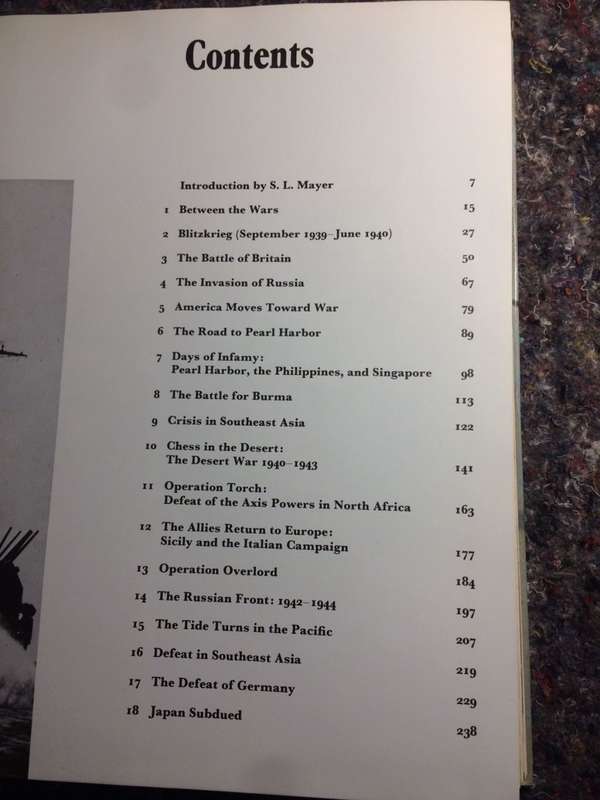 Contents
Introduction by S. L. Mayer 7
1 Between the Wars 15
2 Blitzkrieg (September 1939–June 1940) 27
3 The Battle of Britain 50
4 The Invasion of Russia 67
5 America Moves Toward War 79
6 The Road to Pearl Harbor 89
7 Days of Infamy:
Pearl Harbor, the Philippines, and Singapore 98
8 The Battle for Burma 113
9 Crisis in Southeast Asia 122
10 Chess in the Desert:
The Desert War 1940–1943 141
11 Operation Torch:
Defeat of the Axis Powers in North Africa 163
12 The Allies Return to Europe:
Sicily and the Italian Campaign 177
13 Operation Overlord 184
14 The Russian Front: 1942–1944 197
15 The Tide Turns in the Pacific 207
16 Defeat in Southeast Asia 219
17 The Defeat of Germany 229
18 Japan Subdued 238